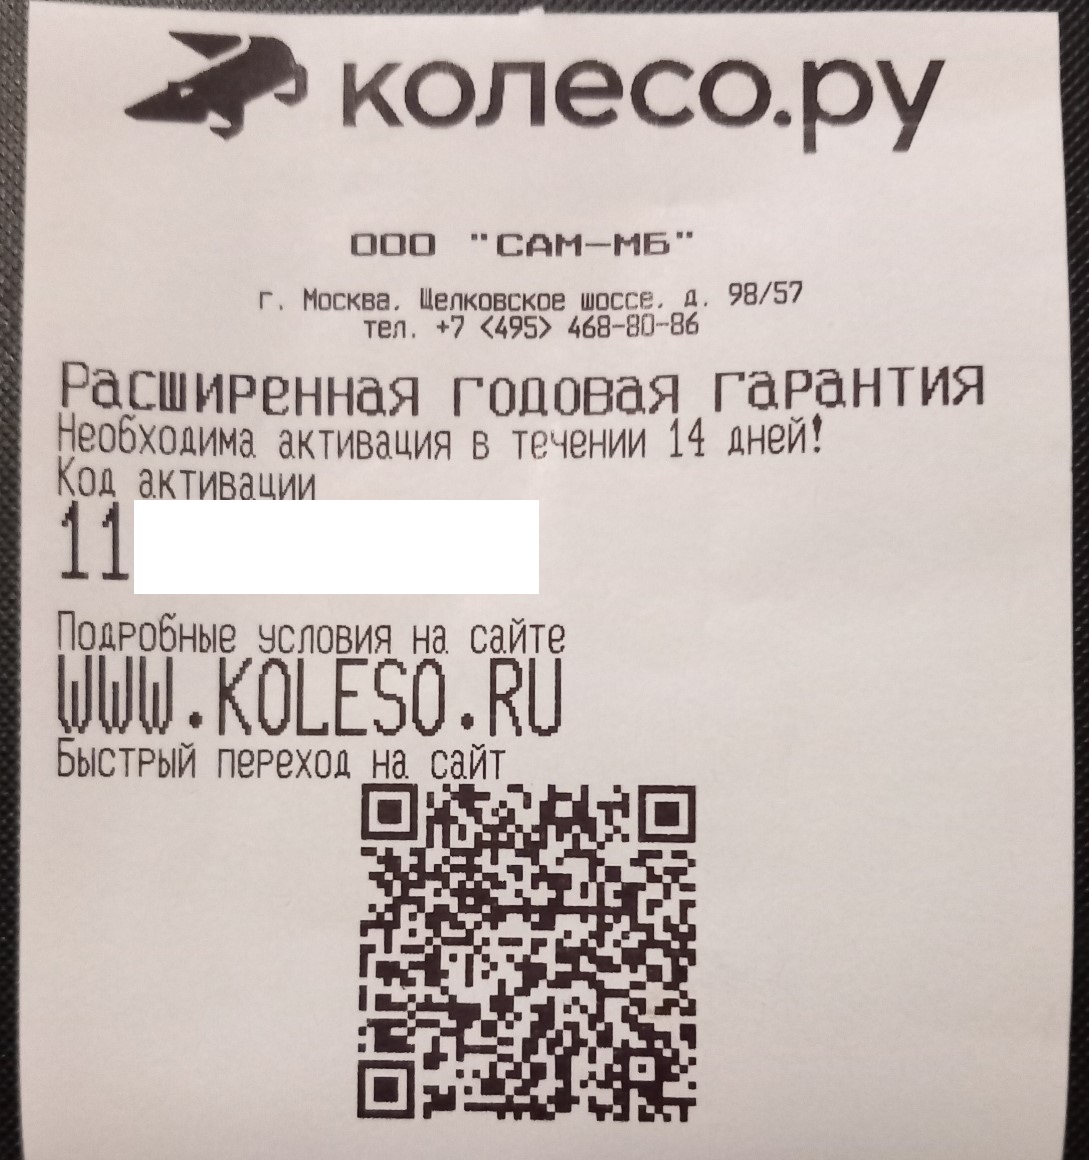 колесо.ру
ООО "САМ-МБ"
г. Москва, Щелковское шоссе, д. 98/57
тел. +7 <495> 468-80-86
Расширенная годовая гарантия
Необходима активация в течении 14 дней!
Код активации
11
Подробные условия на сайте
WWW.KOLESO.RU
Быстрый переход на сайт